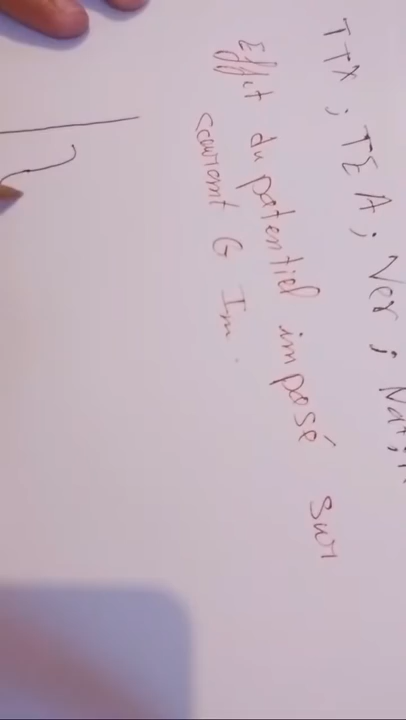 TTX ; TEA ; Ver ;
Effet du potentiel imposé sur
courant G Im.